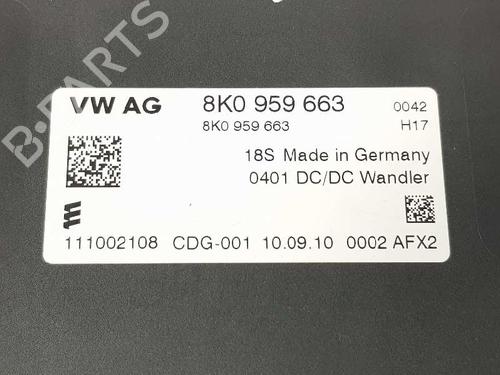 B-PARTS
VW AG 8K0 959 663 0042
8K0 959 663 H17
18S Made in Germany
0401 DC/DC Wandler
111002108 CDG-001 10.09.10 0002 AFX2